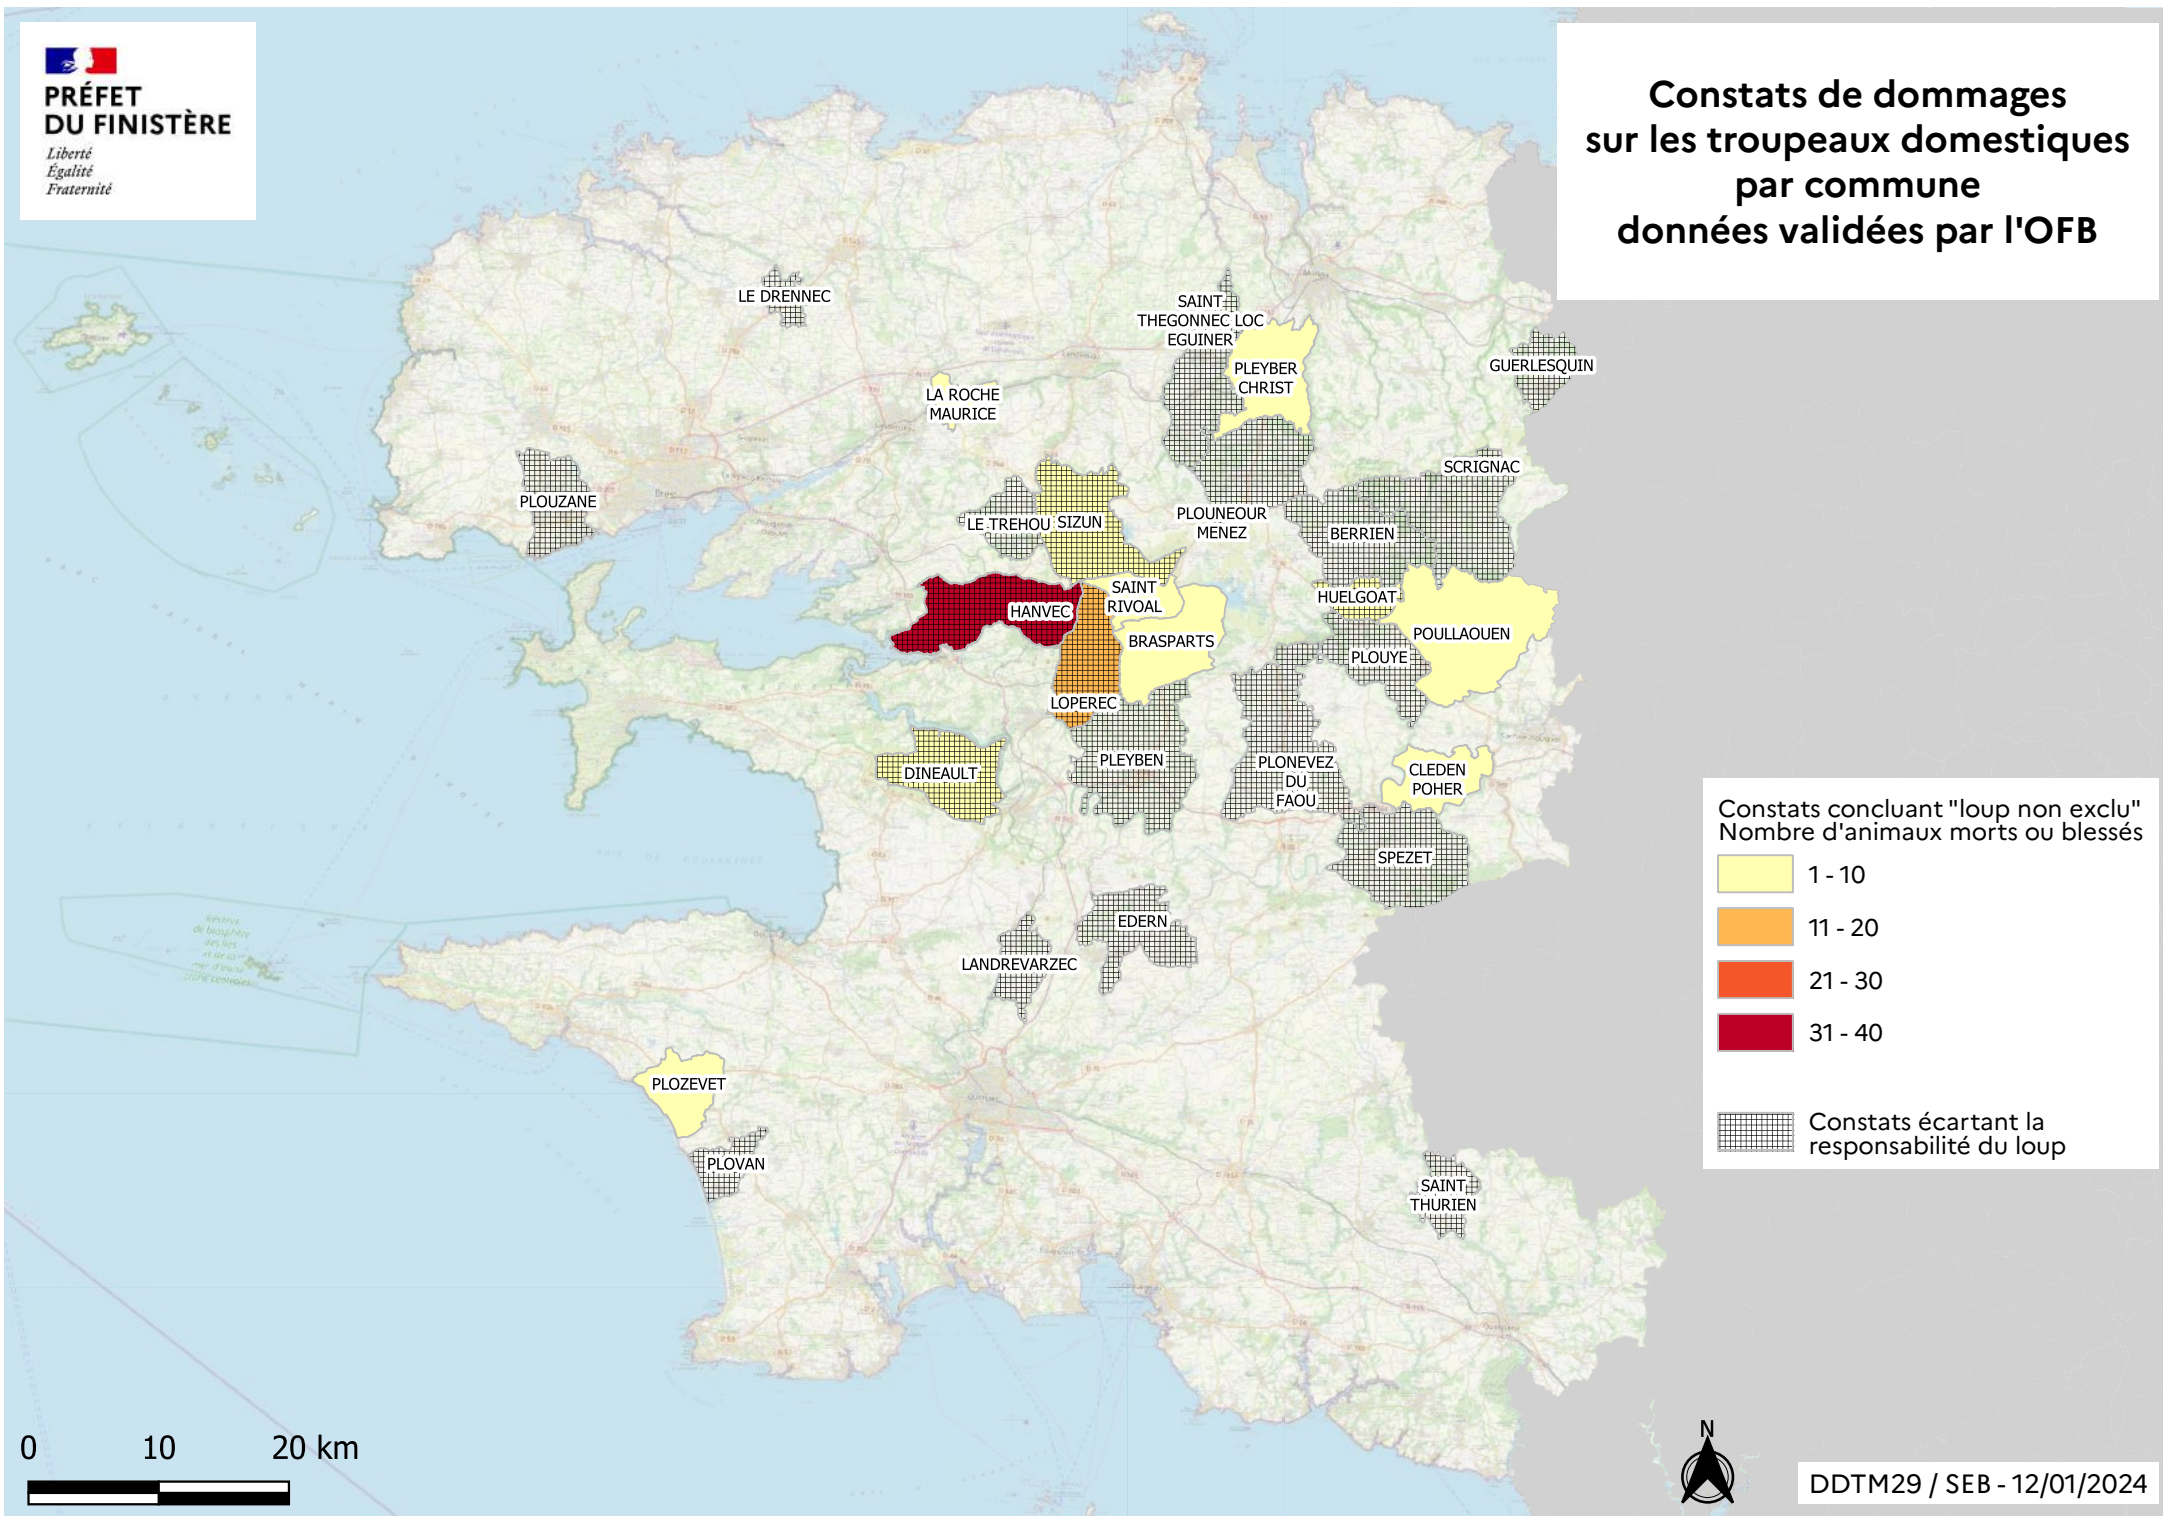 PRÉFET
DU FINISTÈRE
Liberté
Égalité
Fraternité
Constats de dommages
sur les troupeaux domestiques
par commune
données validées par l'OFB
LE DRENNEC
SAINT
THEGONNEC LOC
EGUINER
PLEYBER
CHRIST
GUERLESQUIN
LA ROCHE
MAURICE
SCRIGNAC
PLOUZANE
LE TREHOU
SIZUN
PLOUNEOUR
MENEZ
BERRIEN
SAINT
RIVOAL
HUELGOAT
HANVEC
BRASPARTS
POULLAOUEN
PLOUYE
LOPEREC
DINEAULT
PLEYBEN
PLONEVEZ
DU
FAOU
CLEDEN
POHER
SPEZET
EDERN
LANDREVARZEC
PLOZEVET
PLOVAN
SAINT
THURIEN
Constats concluant "loup non exclu"
Nombre d'animaux morts ou blessés
1 - 10
11 - 20
21 - 30
31 - 40
Constats écartant la
responsabilité du loup
0 10 20 km
N
DDTM29 / SEB - 12/01/2024